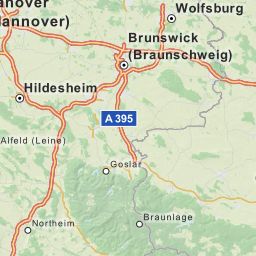 anover
annover)
Wolfsburg
Brunswick
(Braunschweig)
Hildesheim
A 395
Alfeld (Leine)
Goslar
Northeim
Braunlage